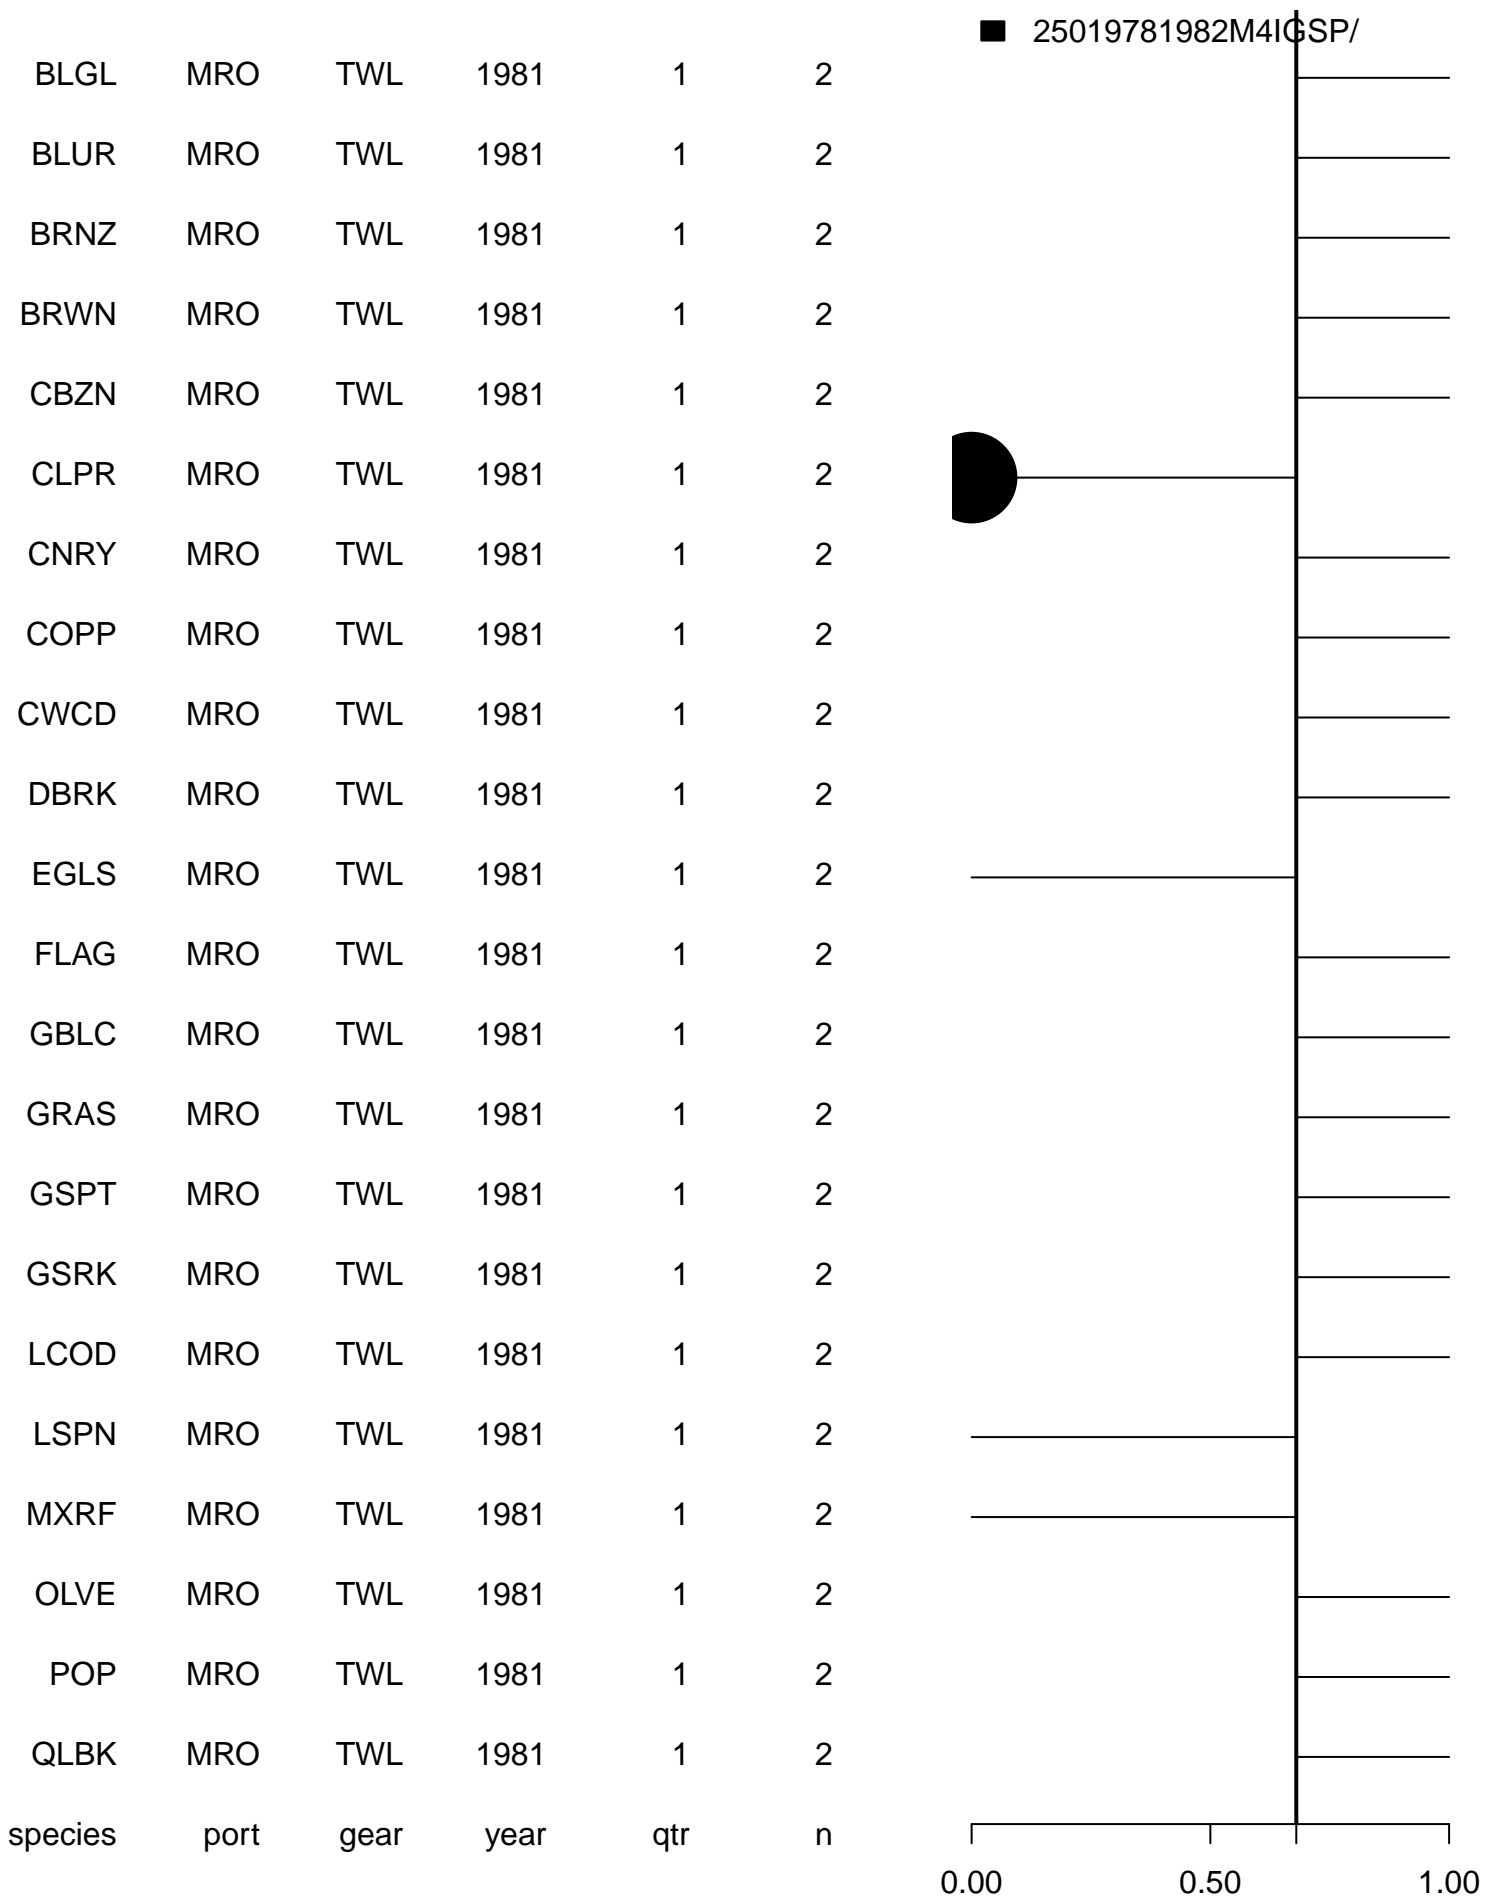 25019781982M4IGSP/
BLGL MRO TWL 1981 1 2
BLUR MRO TWL 1981 1 2
BRNZ MRO TWL 1981 1 2
BRWN MRO TWL 1981 1 2
CBZN MRO TWL 1981 1 2
CLPR MRO TWL 1981 1 2
CNRY MRO TWL 1981 1 2
COPP MRO TWL 1981 1 2
CWCD MRO TWL 1981 1 2
DBRK MRO TWL 1981 1 2
EGLS MRO TWL 1981 1 2
FLAG MRO TWL 1981 1 2
GBLC MRO TWL 1981 1 2
GRAS MRO TWL 1981 1 2
GSPT MRO TWL 1981 1 2
GSRK MRO TWL 1981 1 2
LCOD MRO TWL 1981 1 2
LSPN MRO TWL 1981 1 2
MXRF MRO TWL 1981 1 2
OLVE MRO TWL 1981 1 2
POP MRO TWL 1981 1 2
QLBK MRO TWL 1981 1 2
species port gear year qtr n
0.00 0.50 1.00